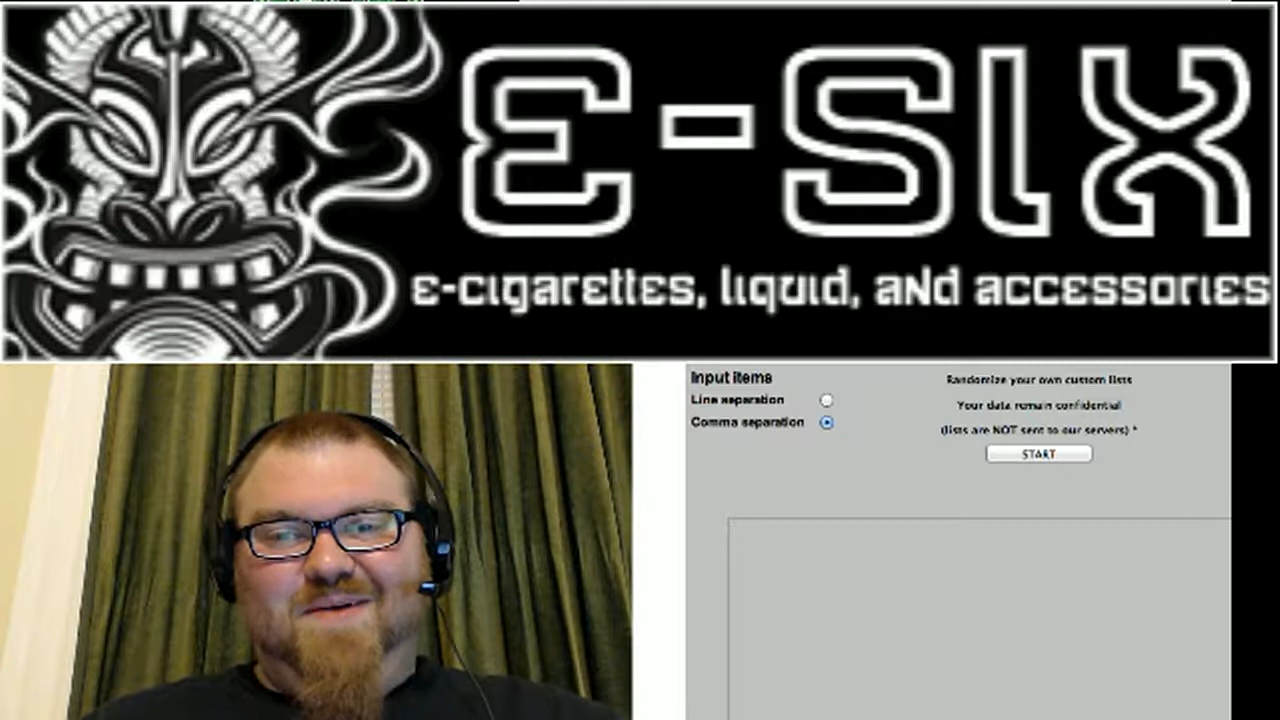 E-SIX
e-cigarettes, liquid, and accessories
Input items
Line separation
Comma separation
Randomize your own custom lists
Your data remain confidential
(lists are NOT sent to our servers) *
START